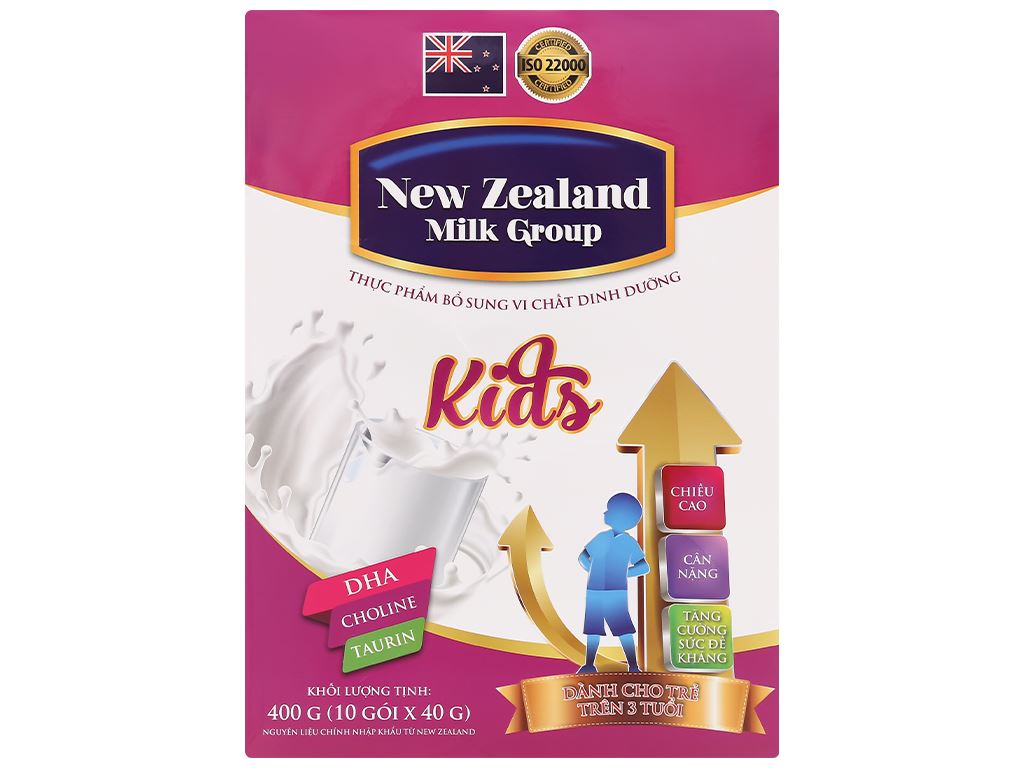 CERTIFIED
ISO 22000
CERTIFIED
New Zealand
Milk Group
THỰC PHẨM BỔ SUNG VI CHẤT DINH DƯỠNG
Kids
CHIỀU
CAO
CÂN
NẶNG
TĂNG
CƯỜNG
SỨC ĐỀ
KHÁNG
DHA
CHOLINE
TAURIN
DÀNH CHO TRẺ
TRÊN 3 TUỔI
KHỐI LƯỢNG TỊNH:
400 G (10 GÓI X 40 G)
NGUYÊN LIỆU CHÍNH NHẬP KHẨU TỪ NEW ZEALAND